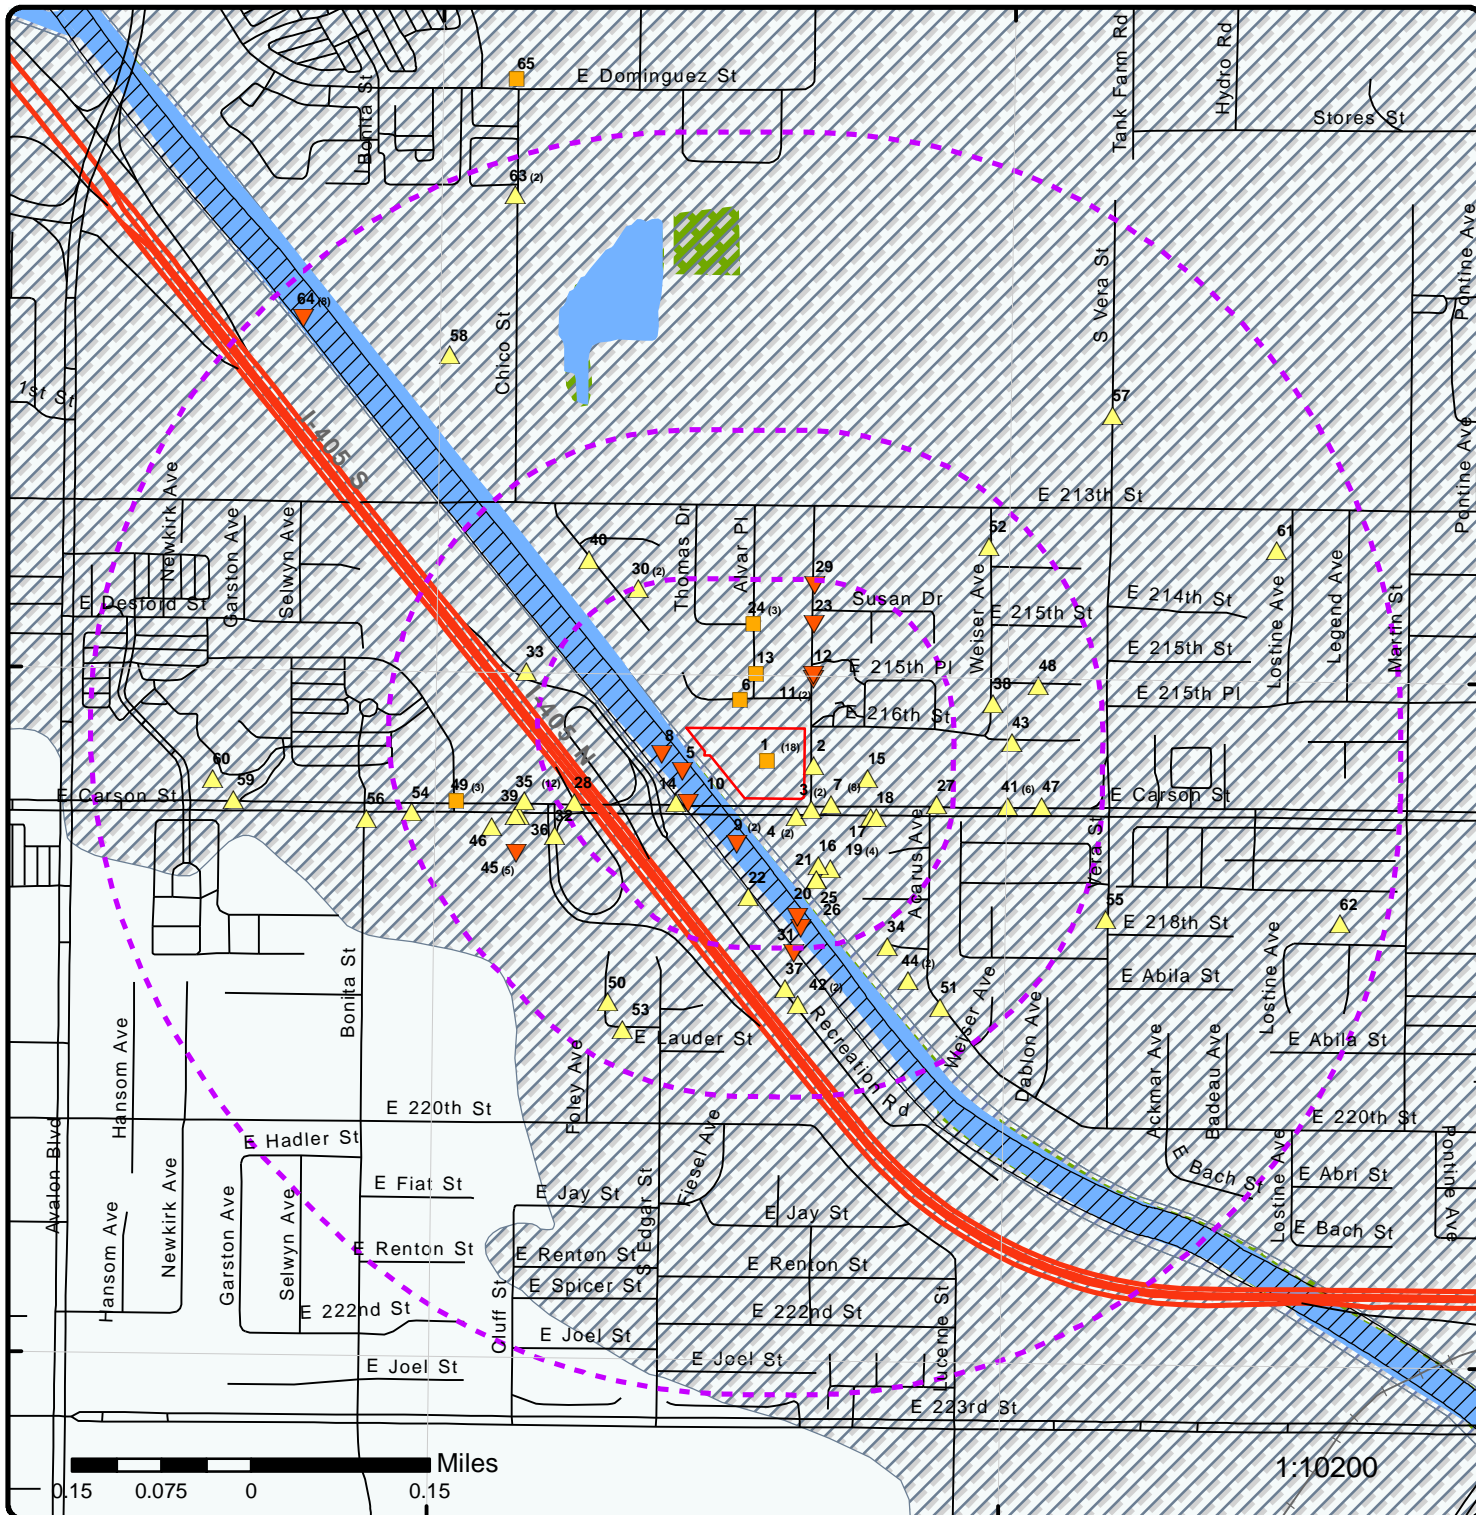 65
E Dominguez St
Tank Farm Rd
Hydro Rd
Stores St
Bonita St
63 (2)
64 (8)
58
Chico St
S Vera St
Pontine Ave
1st St
I-405 S
57
Pontine Ave
E 213th St
Newkirk Ave
Garston Ave
Selwyn Ave
40
30 (2)
Thomas Dr
Alvar Pl
29
52
61
E Desford St
24 (3)
23
Susan Dr
Weiser Ave
E 215th St
E 214th St
Lostine Ave
Legend Ave
Martin St
33
13
12
E 215th Pl
E 215th St
6
11 (2)
38
48
E 215th Pl
I-405 N
E 216th St
43
8
5
1 (18)
2
15
60
59
E Carson St
56
54
49 (3)
35 (12)
39
28
32
36
14
10
3 (2)
7 (8)
18
27
41 (6)
47
E Carson St
46
45 (5)
9 (2)
4 (2)
17
19 (4)
Acarus Ave
Vera St
21
16
22
20
25
26
55
E 218th St
62
31
34
37
42 (2)
44 (2)
51
E Abila St
Lostine Ave
50
53
E Lauder St
Bonita St
Hansom Ave
Foley Ave
Recreation Rd
Weiser Ave
Dablon Ave
Ackmar Ave
Badeau Ave
E Abila St
E 220th St
E 220th St
Avalon Blvd
E Hadler St
Fiesel Ave
E Bach St
Pontine Ave
E Fiat St
E Jay St
S Edgar St
E Jay St
E Abri St
Lostine Ave
E Bach St
Hansom Ave
Newkirk Ave
Garston Ave
Selwyn Ave
E Renton St
E Renton St
E Renton St
E Spicer St
E 222nd St
Cluff St
E 222nd St
E Joel St
E Joel St
E Joel St
Lucerne St
E 223rd St
Miles
0.15
0.075
0
0.15
1:10200